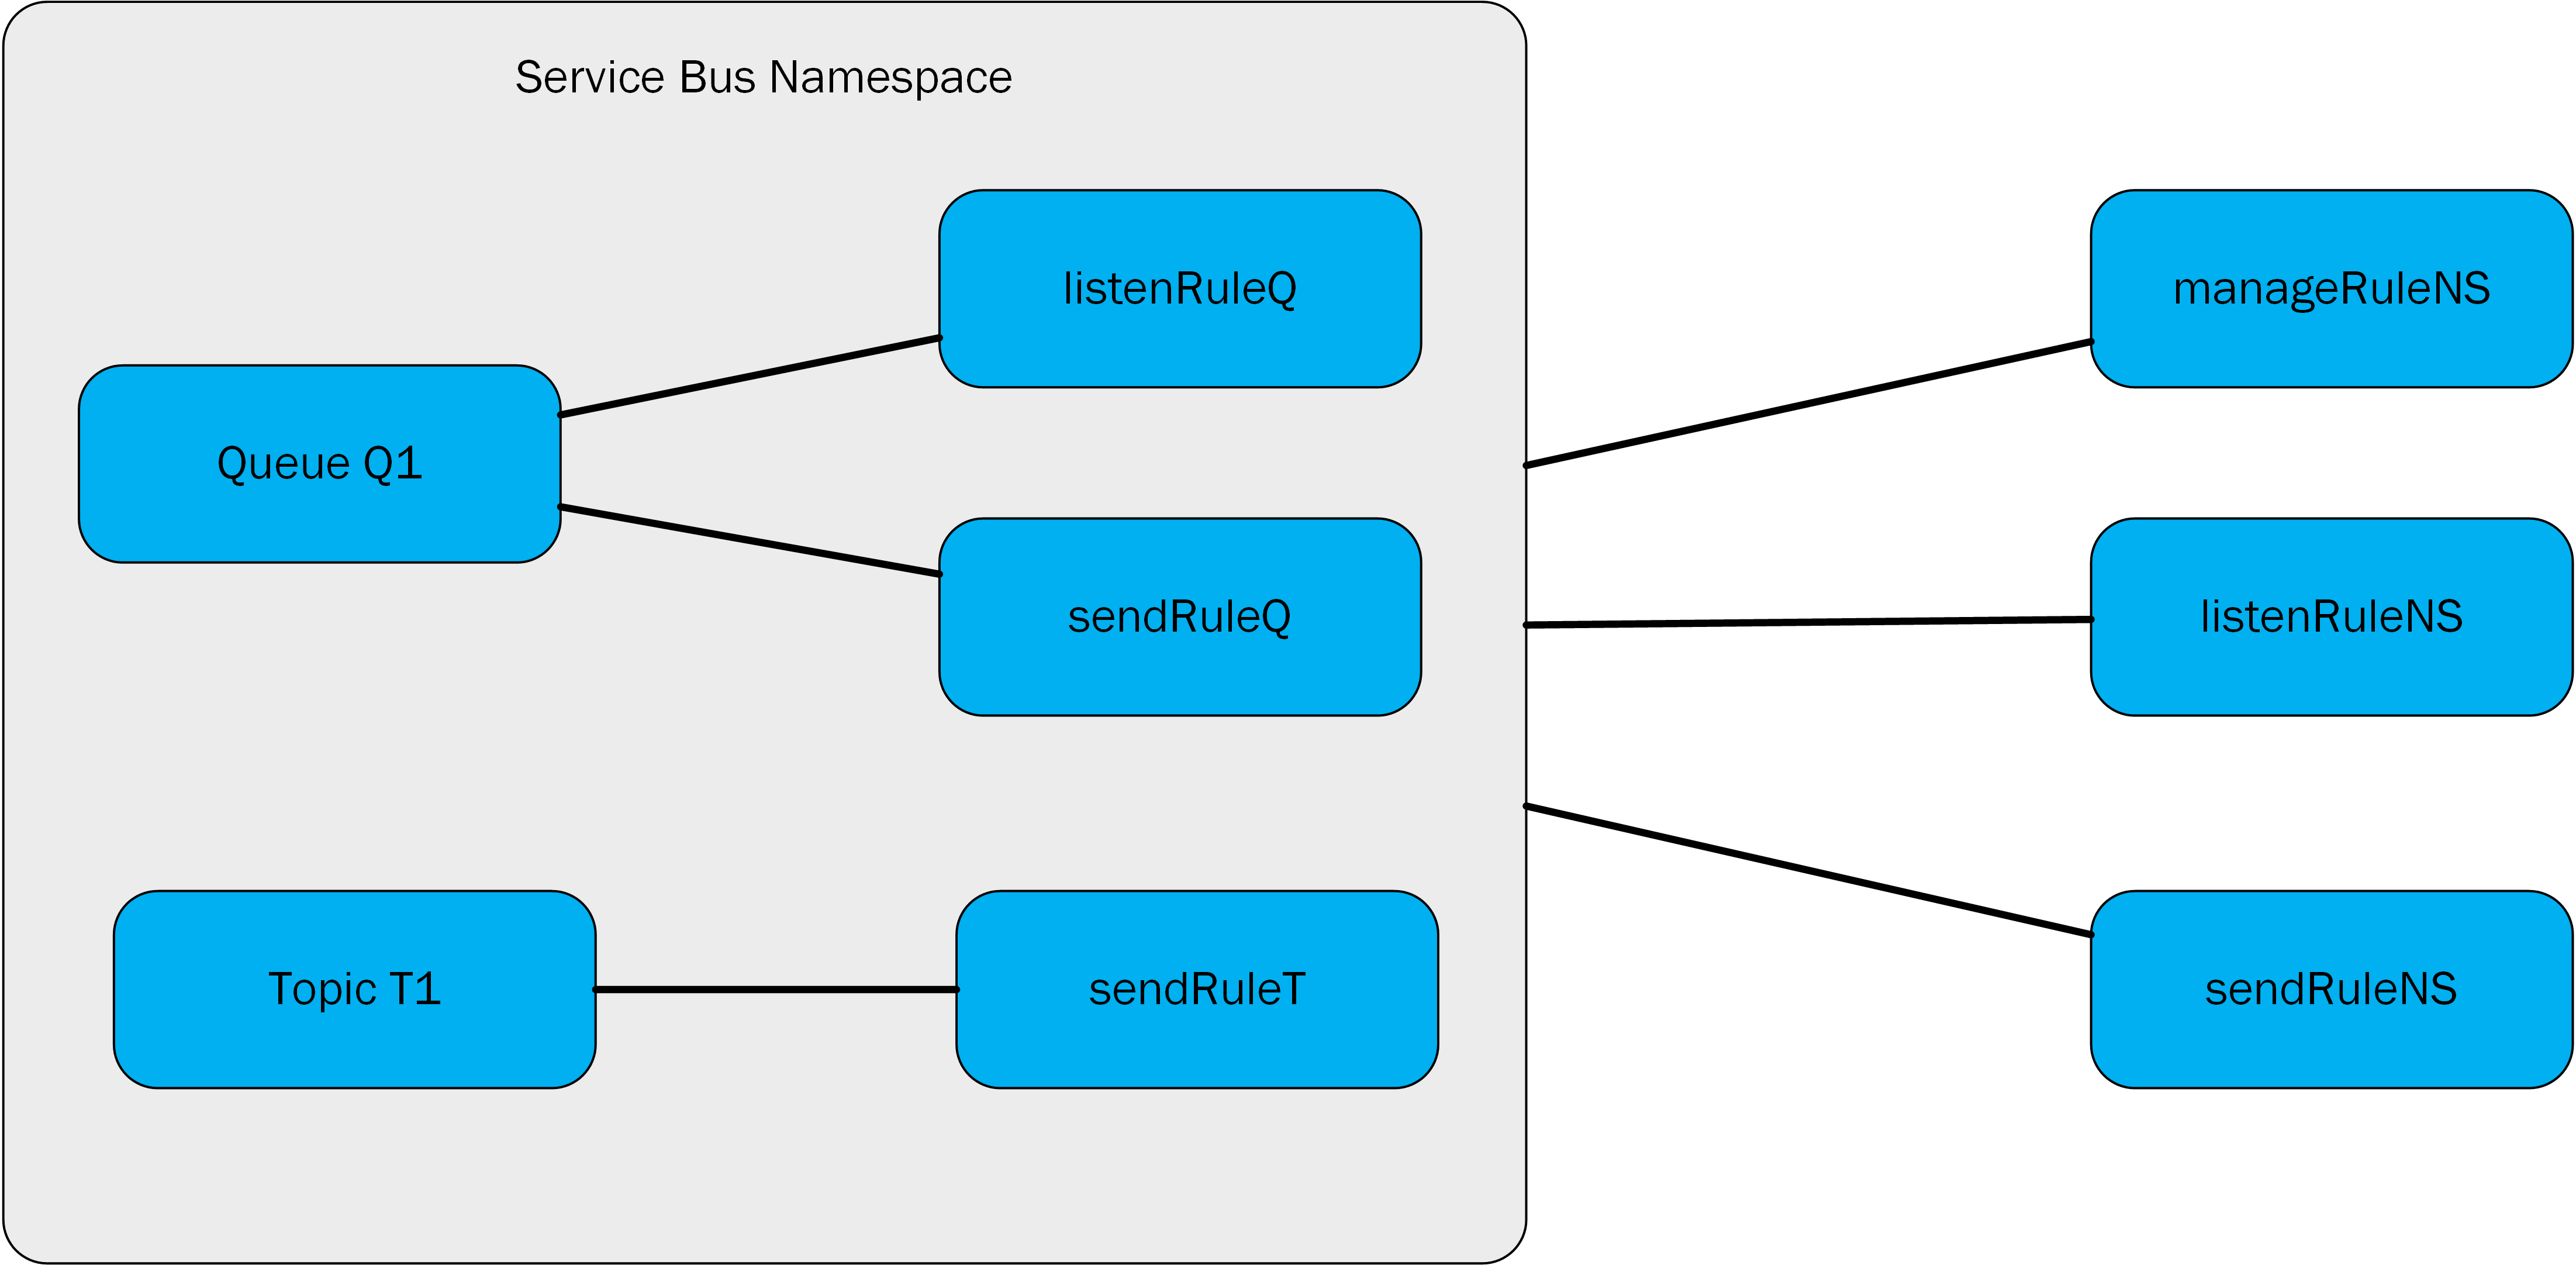 Service Bus Namespace
listenRuleQ
manageRuleNS
Queue Q1
sendRuleQ
listenRuleNS
Topic T1
sendRuleT
sendRuleNS